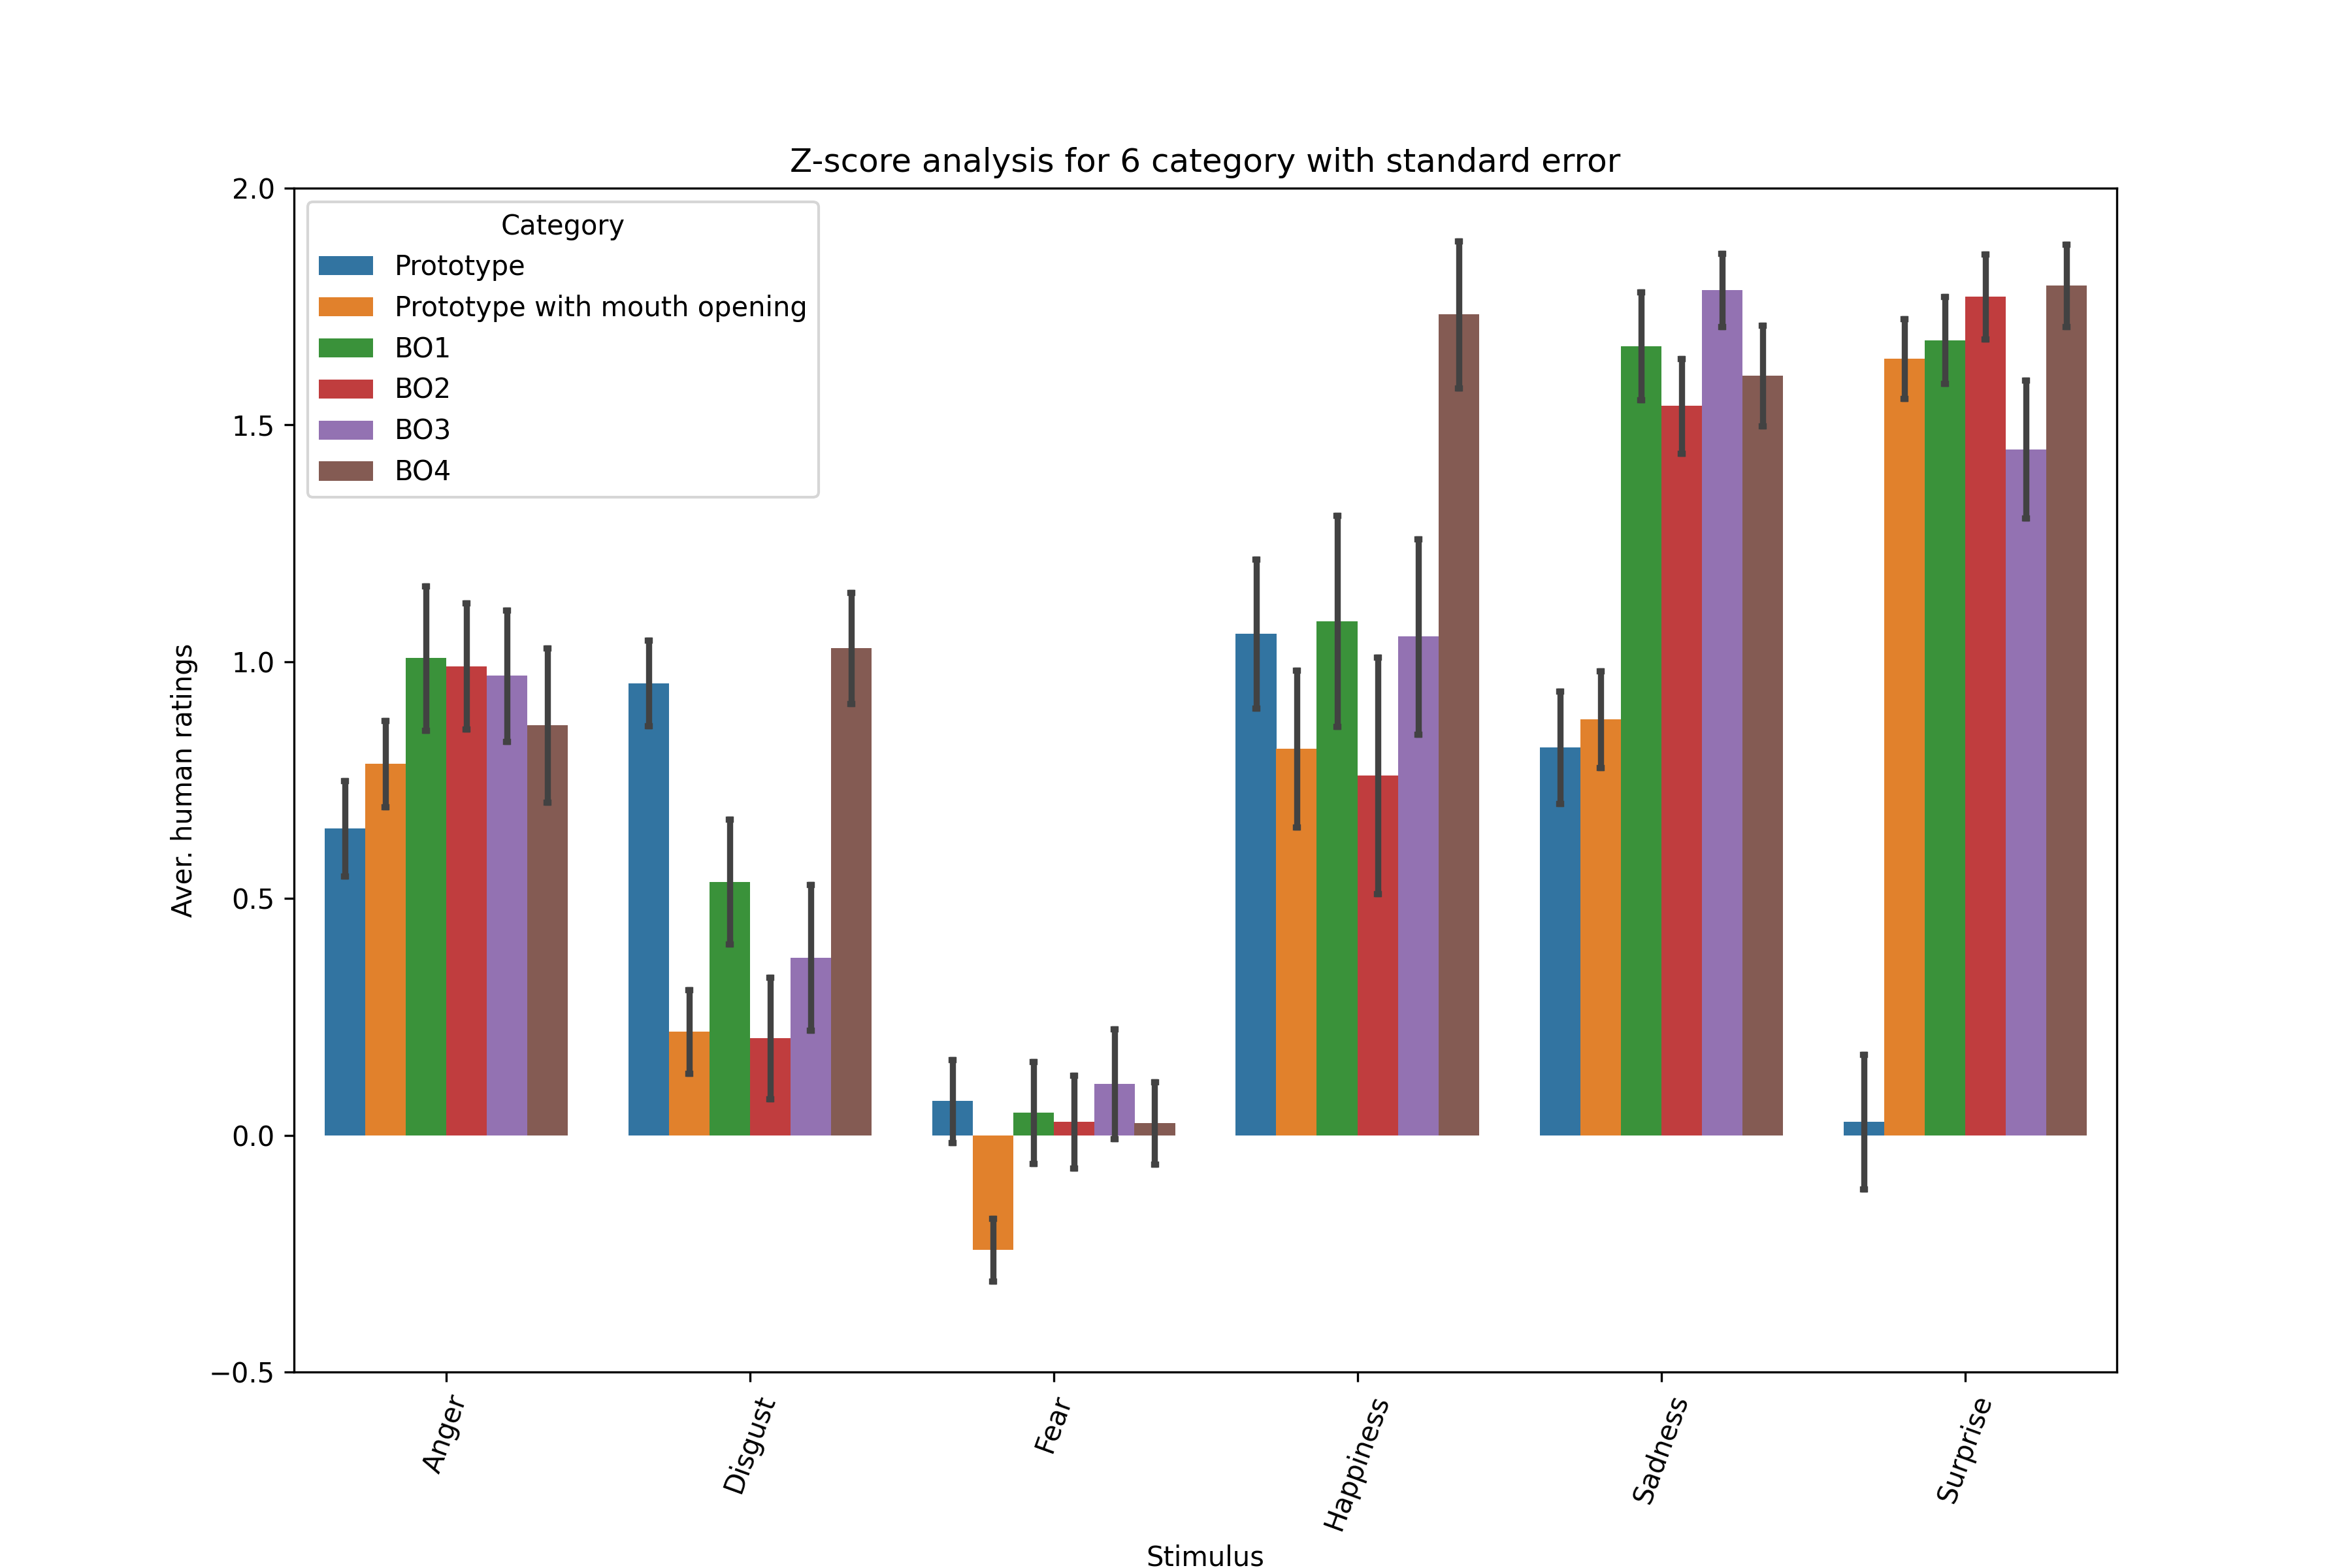 Z-score analysis for 6 category with standard error
2.0
1.5
1.0
0.5
0.0
−0.5
Aver. human ratings
Category
Prototype
Prototype with mouth opening
BO1
BO2
BO3
BO4
Anger
Disgust
Fear
Happiness
Sadness
Surprise
Stimulus